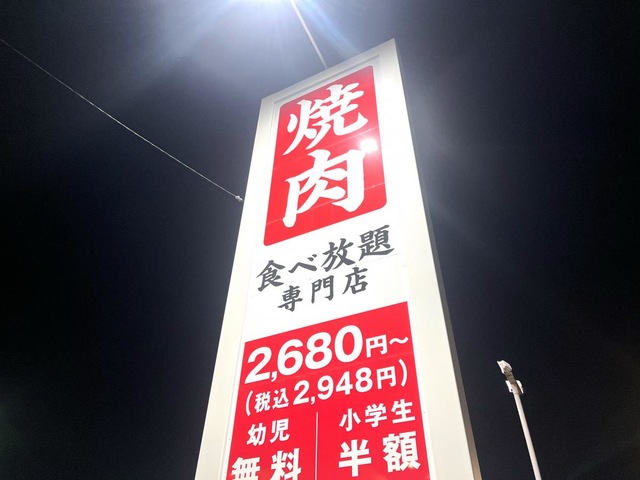 焼肉
食べ放題
専門店
2,680円～
(税込2,948円)
幼児
無料
小学生
半額